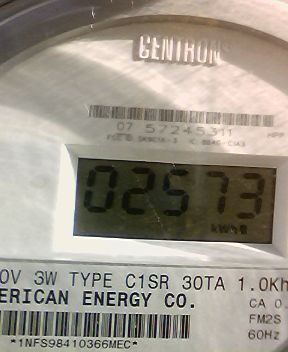 CENTRON
07 57245311
02573
kWh
0V 3W TYPE C1SR 30TA 1.0Kh
ERICAN ENERGY CO.
CA 0.
FM2S
60Hz
*1NFS98410366MEC*